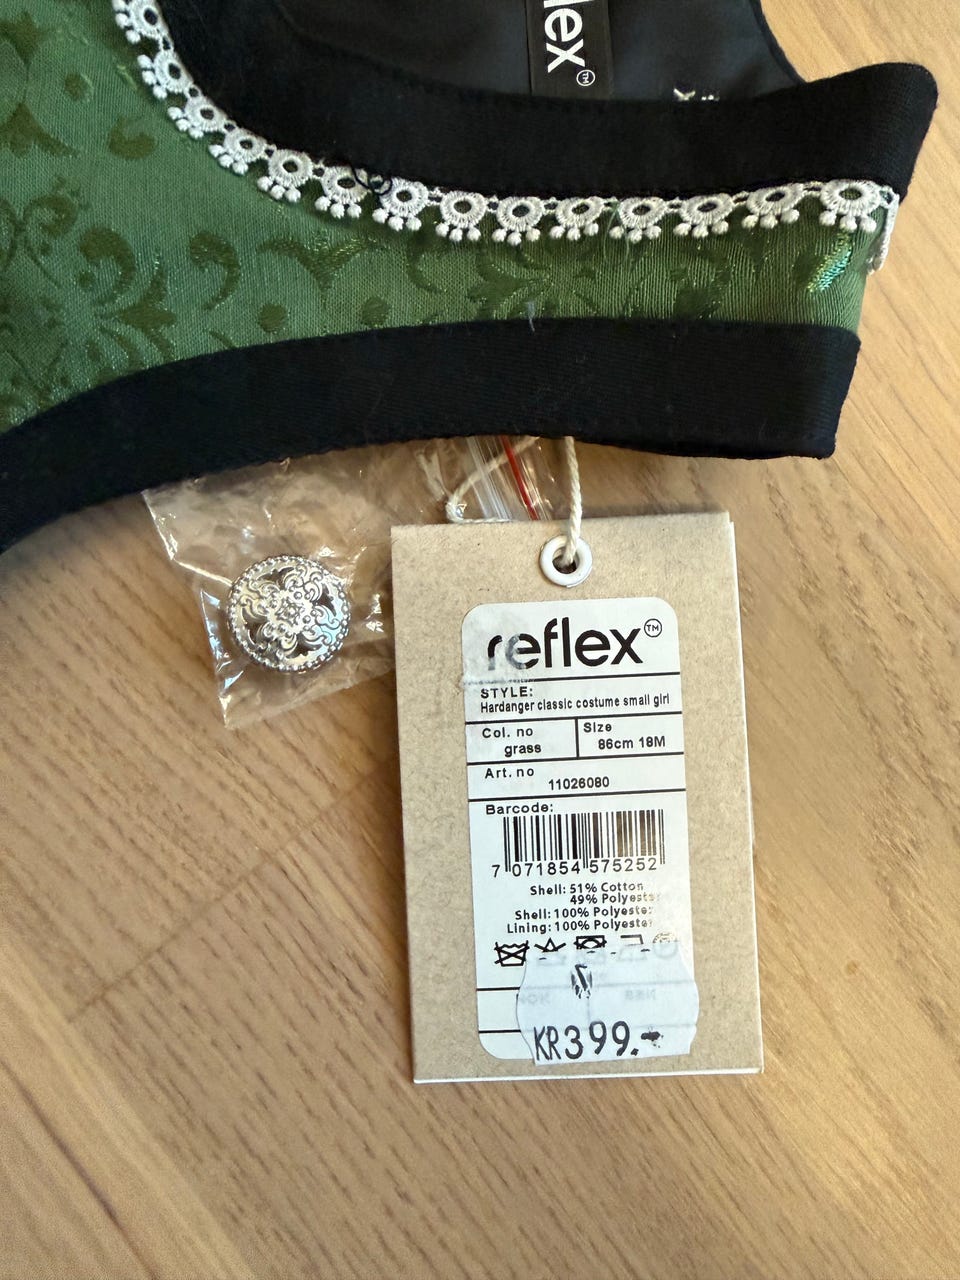 flex™
reflex™
STYLE:
Hardanger classic costume small girl
Col. no
grass
Size
86cm 18M
Art. no
11026080
Barcode:
7 071854 575252
Shell: 51% Cotton
49% Polyester
Shell: 100% Polyester
Lining: 100% Polyester
KR399.-